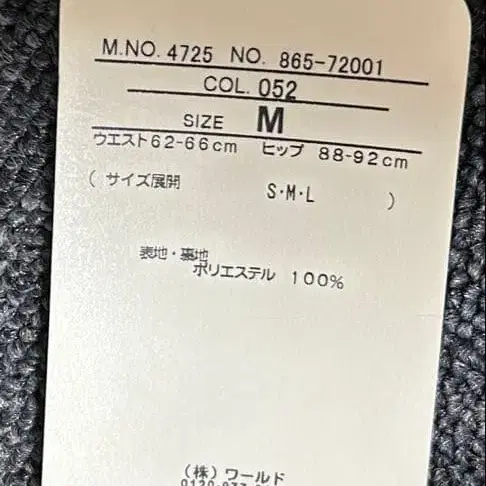 M.NO. 4725 NO. 865-72001
COL. 052
SIZE M
ウエスト62-66cm ヒップ 88-92cm
( サイズ展開 S・M・L )
表地・裏地
ポリエステル 100%
(株) ワールド